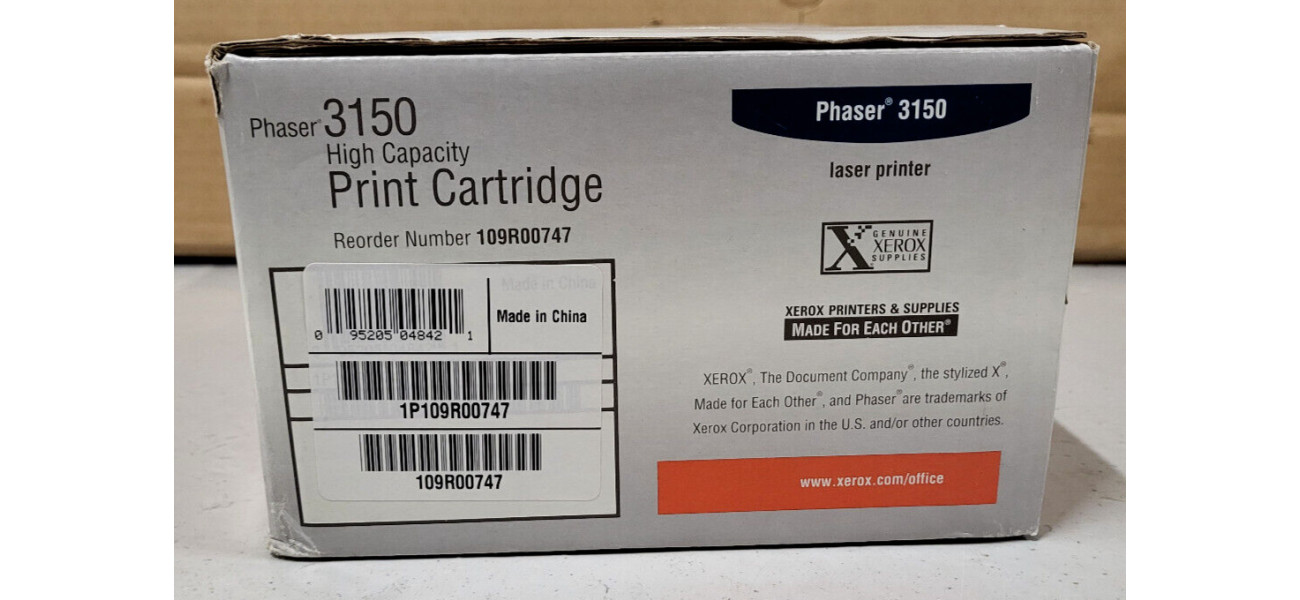 Phaser® 3150
High Capacity
Print Cartridge
Reorder Number 109R00747
Made in China
Made in China
0 95205 04842 1
1P109R00747
109R00747
Phaser® 3150
laser printer
GENUINE
XEROX
SUPPLIES
XEROX PRINTERS & SUPPLIES
MADE FOR EACH OTHER®
XEROX®, The Document Company®, the stylized X®,
Made for Each Other®, and Phaser® are trademarks of
Xerox Corporation in the U.S. and/or other countries.
www.xerox.com/office